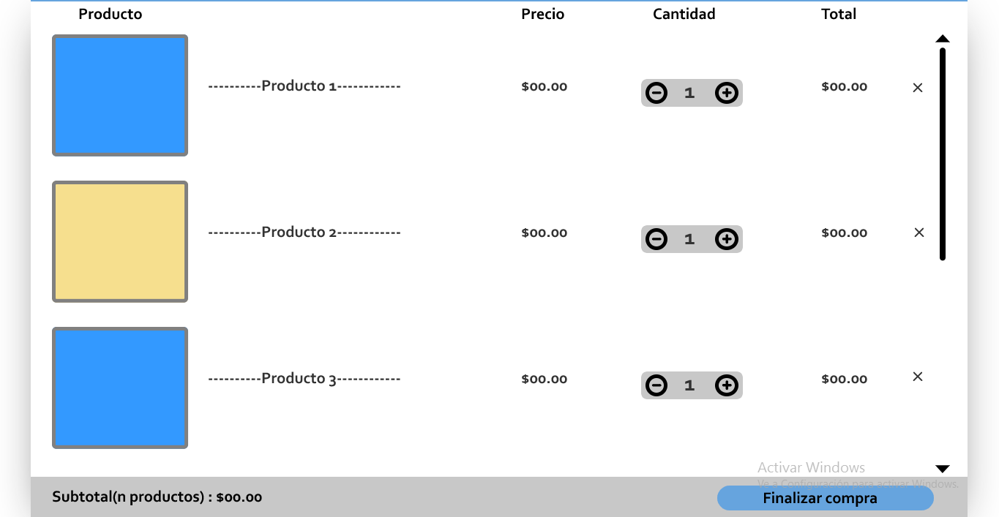 Producto Precio Cantidad Total
----------Producto 1------------ $00.00 1 $00.00 ×
----------Producto 2------------ $00.00 1 $00.00 ×
----------Producto 3------------ $00.00 1 $00.00 ×
Activar Windows
Ve a Configuración para activar Windows.
Subtotal(n productos) : $00.00 Finalizar compra